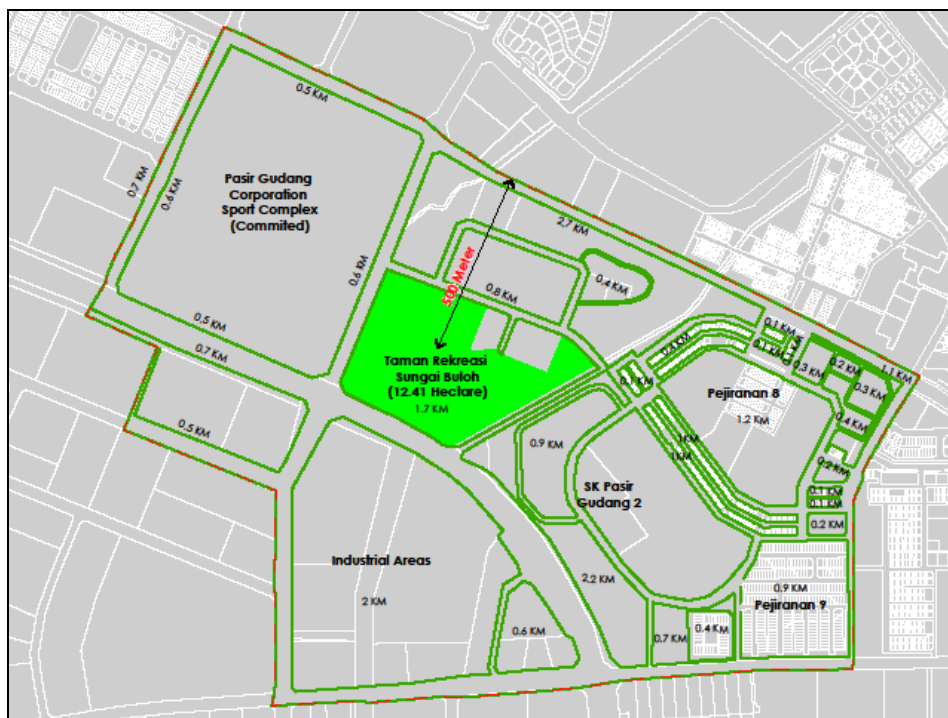 0.5 KM
0.7 KM
0.6 KM
Pasir Gudang
Corporation
Sport Complex
(Commited)
0.6 KM
0.5 KM
0.7 KM
0.5 KM
2.7 KM
500 Meter
0.8 KM
0.4 KM
Taman Rekreasi
Sungai Buloh
(12.41 Hectare)
1.7 KM
0.1 KM
0.1 KM
0.2 KM
1.1 KM
0.3 KM
0.3 KM
0.4 KM
0.1 KM
Pejiranan 8
1.2 KM
0.9 KM
1KM
1KM
SK Pasir
Gudang 2
0.2 KM
0.1 KM
0.1 KM
0.2 KM
Industrial Areas
2 KM
2.2 KM
0.6 KM
0.7 KM
0.4 KM
0.9 KM
Pejiranan 9